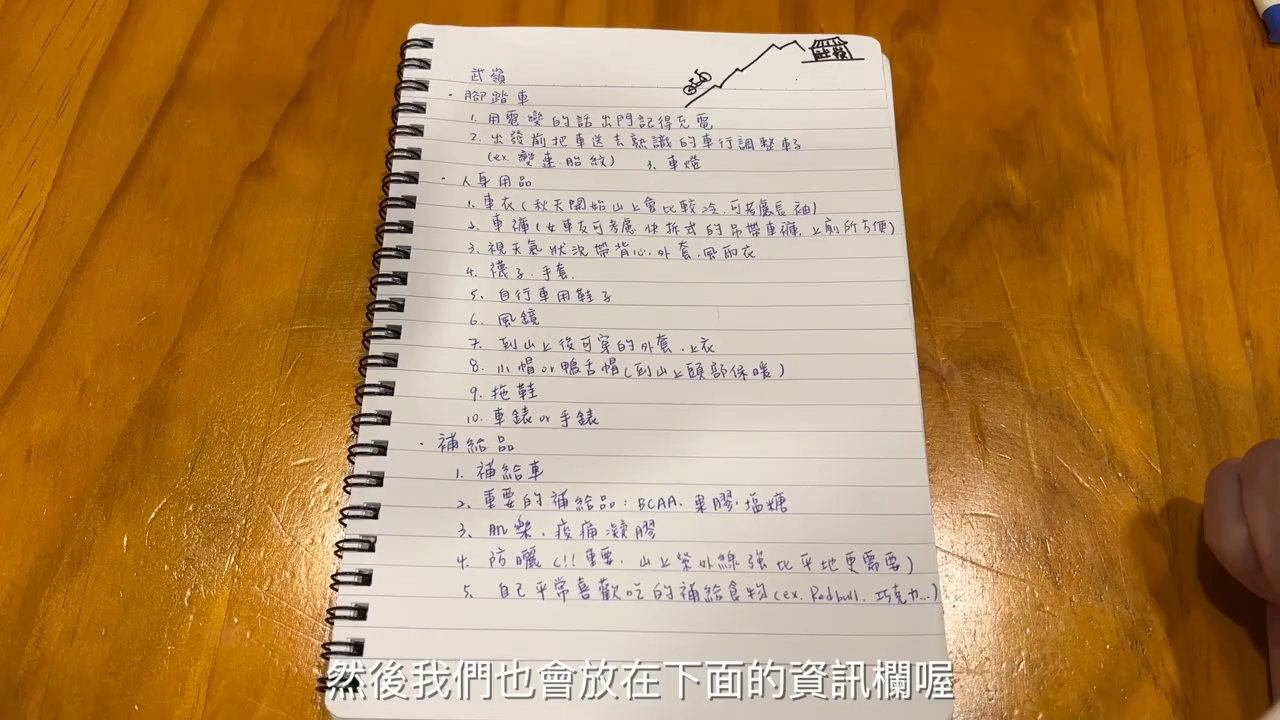 武嶺
武嶺
· 腳踏車
1. 用電變的話出門記得充電
2. 出發前把車送去熟識的車行調整車子
(ex. 變速.胎紋) 3. 車燈
· 人身用品
1. 車衣(秋天開始山上會比較冷.可考慮長袖)
2. 車褲(女車友可考慮快拆式的吊帶車褲.上廁所方便)
3. 視天氣狀況帶背心.外套.風雨衣
4. 襪子.手套.
5. 自行車用鞋子
6. 風鏡
7. 到山上後可穿的外套.上衣
8. 小帽 or 鴨舌帽(到山上頭部保暖)
9. 拖鞋
10. 車錶 or 手錶
· 補給品
1. 補給車
2. 重要的補給品: BCAA. 果膠.塩糖
3. 肌樂.痠痛凝膠
4. 防曬(!!重要. 山上紫外線強比平地更需要)
5. 自己平常喜歡吃的補給食物(ex. Redbull. 巧克力...)
然後我們也會放在下面的資訊欄喔